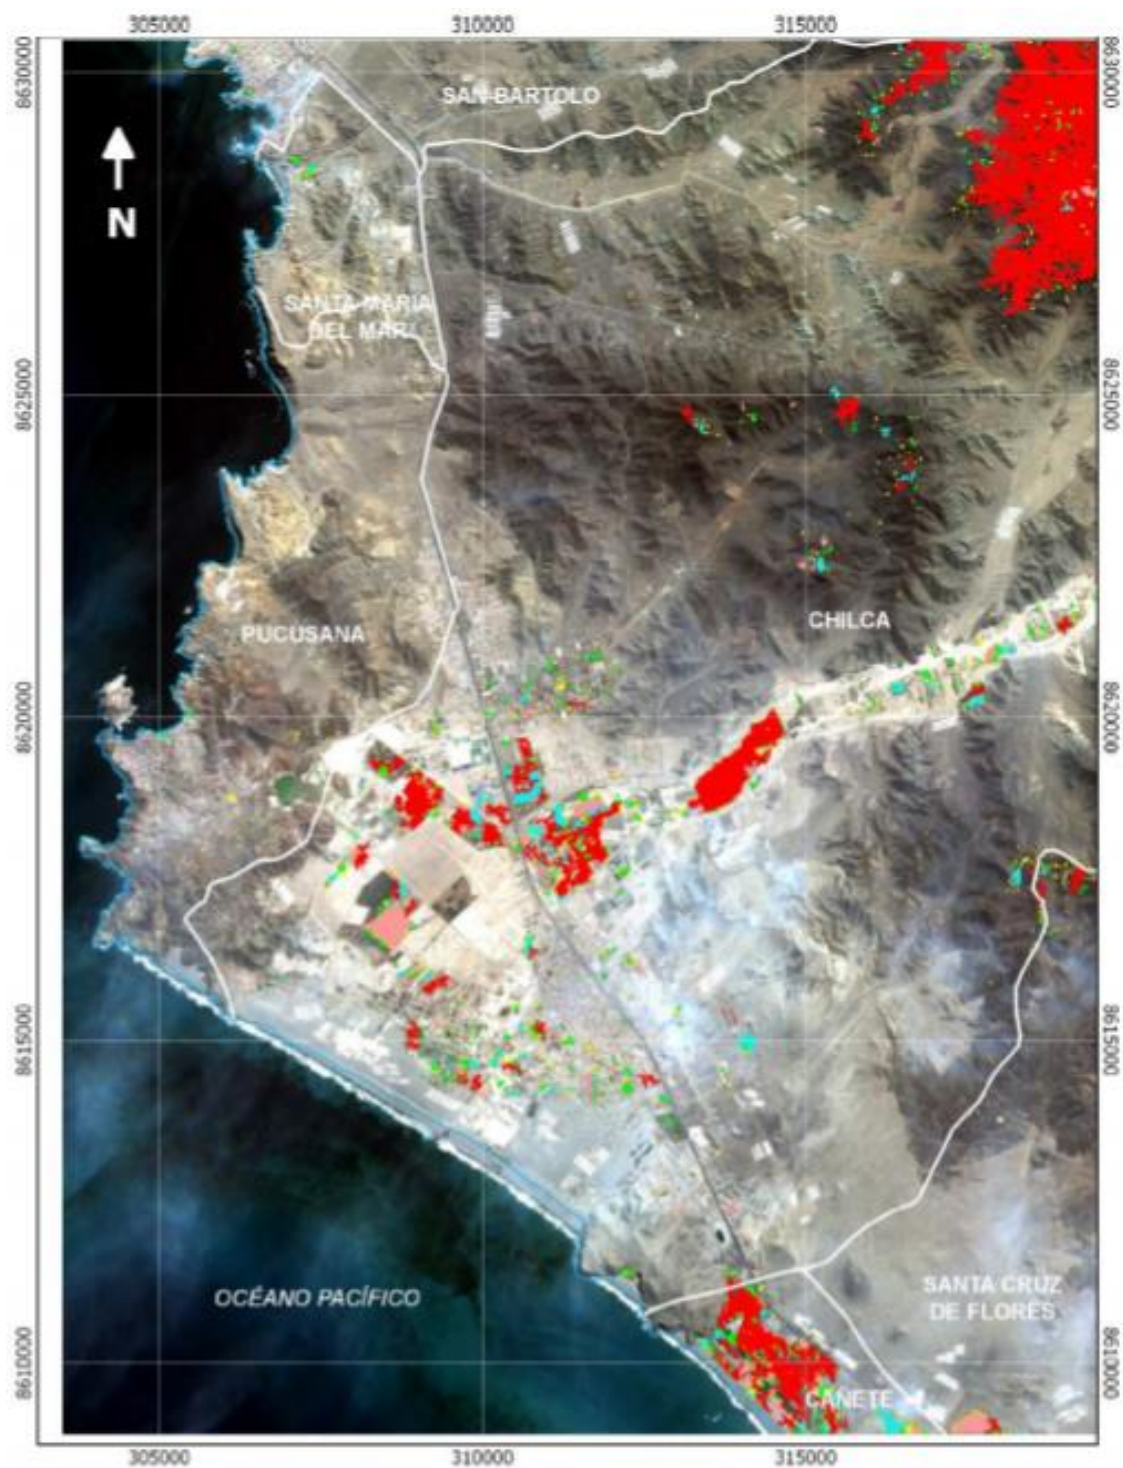 305000 310000 315000
8630000
8630000
SAN BARTOLO
N
SANTA MARIA
DEL MAR
8625000
8625000
CHILCA
PUCUSANA
8620000
8620000
8615000
8615000
SANTA CRUZ
DE FLORES
OCÉANO PACÍFICO
8610000
8610000
CAÑETE
305000 310000 315000